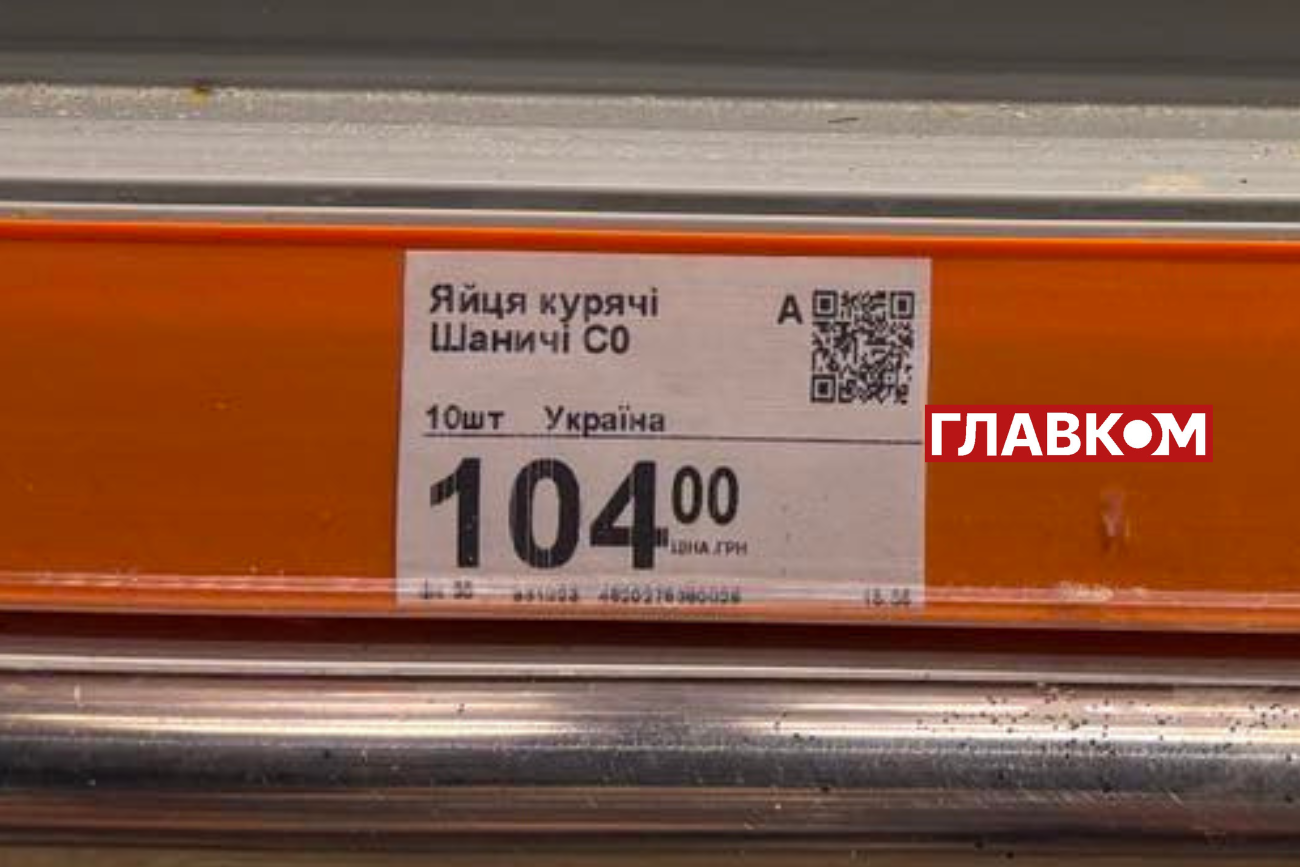 Яйця курячі
Шаничі С0
А
10шт Україна
104 00
ЦІНА.ГРН
ГЛАВКОМ